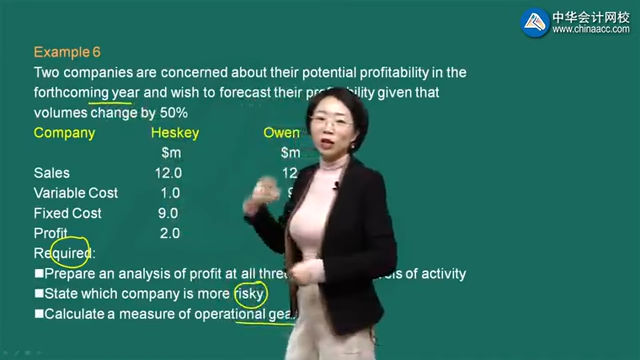 中华会计网校
www.chinaacc.com
Example 6
Two companies are concerned about their potential profitability in the
forthcoming year and wish to forecast their given that
volumes change by 50%
Company Heskey Owen
$m $m
Sales 12.0 12
Variable Cost 1.0 9
Fixed Cost 9.0
Profit 2.0
Required:
■Prepare an analysis of profit at all of activity
■State which company is more risky
■Calculate a measure of operational